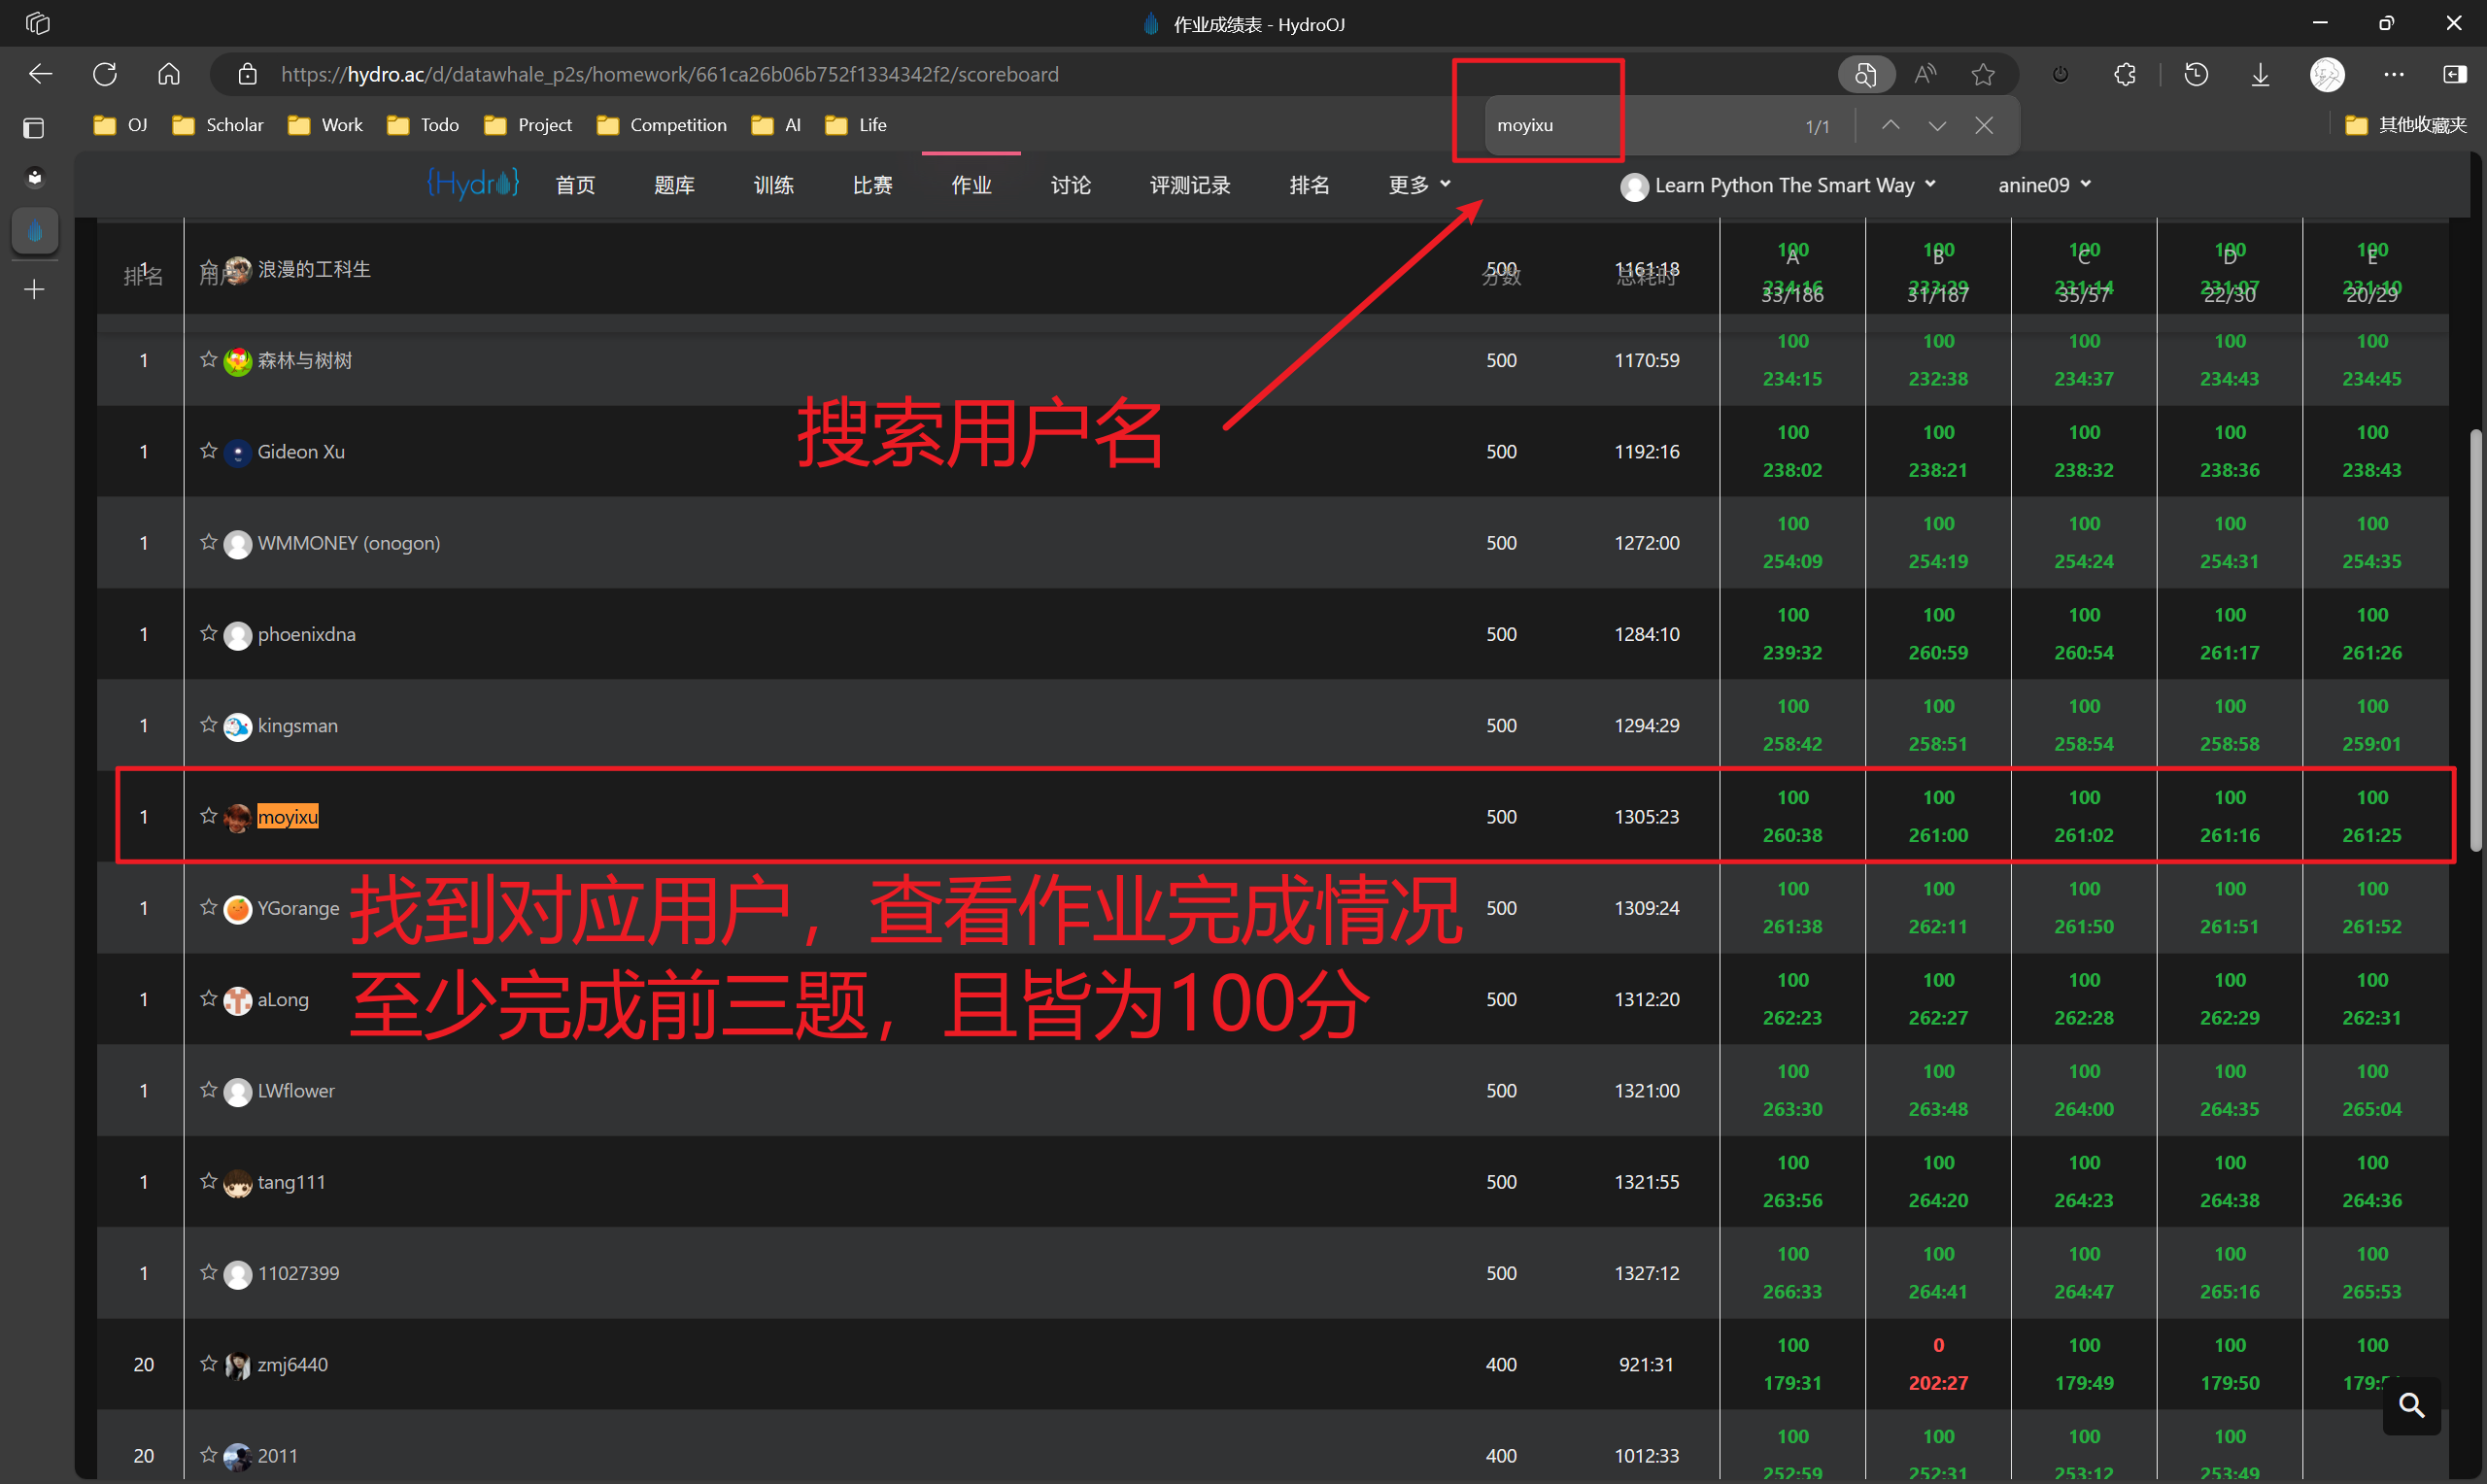 作业成绩表 - HydroOJ
https://hydro.ac/d/datawhale_p2s/homework/661ca26b06b752f1334342f2/scoreboard
OJ Scholar Work Todo Project Competition AI Life
moyixu 1/1
其他收藏夹
{Hydro} 首页 题库 训练 比赛 作业 讨论 评测记录 排名 更多 Learn Python The Smart Way anine09
排名 用户 分数 总耗时 A B C D E
33/186 31/187 35/57 22/30 20/29
1 浪漫的工科生 500 1161:18 100 100 100 100 100
234:16 233:29 231:14 231:07 231:10
1 森林与树树 500 1170:59 100 100 100 100 100
234:15 232:38 234:37 234:43 234:45
搜索用户名
1 Gideon Xu 500 1192:16 100 100 100 100 100
238:02 238:21 238:32 238:36 238:43
1 WMMONEY (onogon) 500 1272:00 100 100 100 100 100
254:09 254:19 254:24 254:31 254:35
1 phoenixdna 500 1284:10 100 100 100 100 100
239:32 260:59 260:54 261:17 261:26
1 kingsman 500 1294:29 100 100 100 100 100
258:42 258:51 258:54 258:58 259:01
1 moyixu 500 1305:23 100 100 100 100 100
260:38 261:00 261:02 261:16 261:25
1 YGorange 500 1309:24 100 100 100 100 100
261:38 262:11 261:50 261:51 261:52
找到对应用户，查看作业完成情况
至少完成前三题，且皆为100分
1 aLong 500 1312:20 100 100 100 100 100
262:23 262:27 262:28 262:29 262:31
1 LWflower 500 1321:00 100 100 100 100 100
263:30 263:48 264:00 264:35 265:04
1 tang111 500 1321:55 100 100 100 100 100
263:56 264:20 264:23 264:38 264:36
1 11027399 500 1327:12 100 100 100 100 100
266:33 264:41 264:47 265:16 265:53
20 zmj6440 400 921:31 100 0 100 100 100
179:31 202:27 179:49 179:50
20 2011 400 1012:33 100 100 100 100
252:59 252:31 253:12 253:49